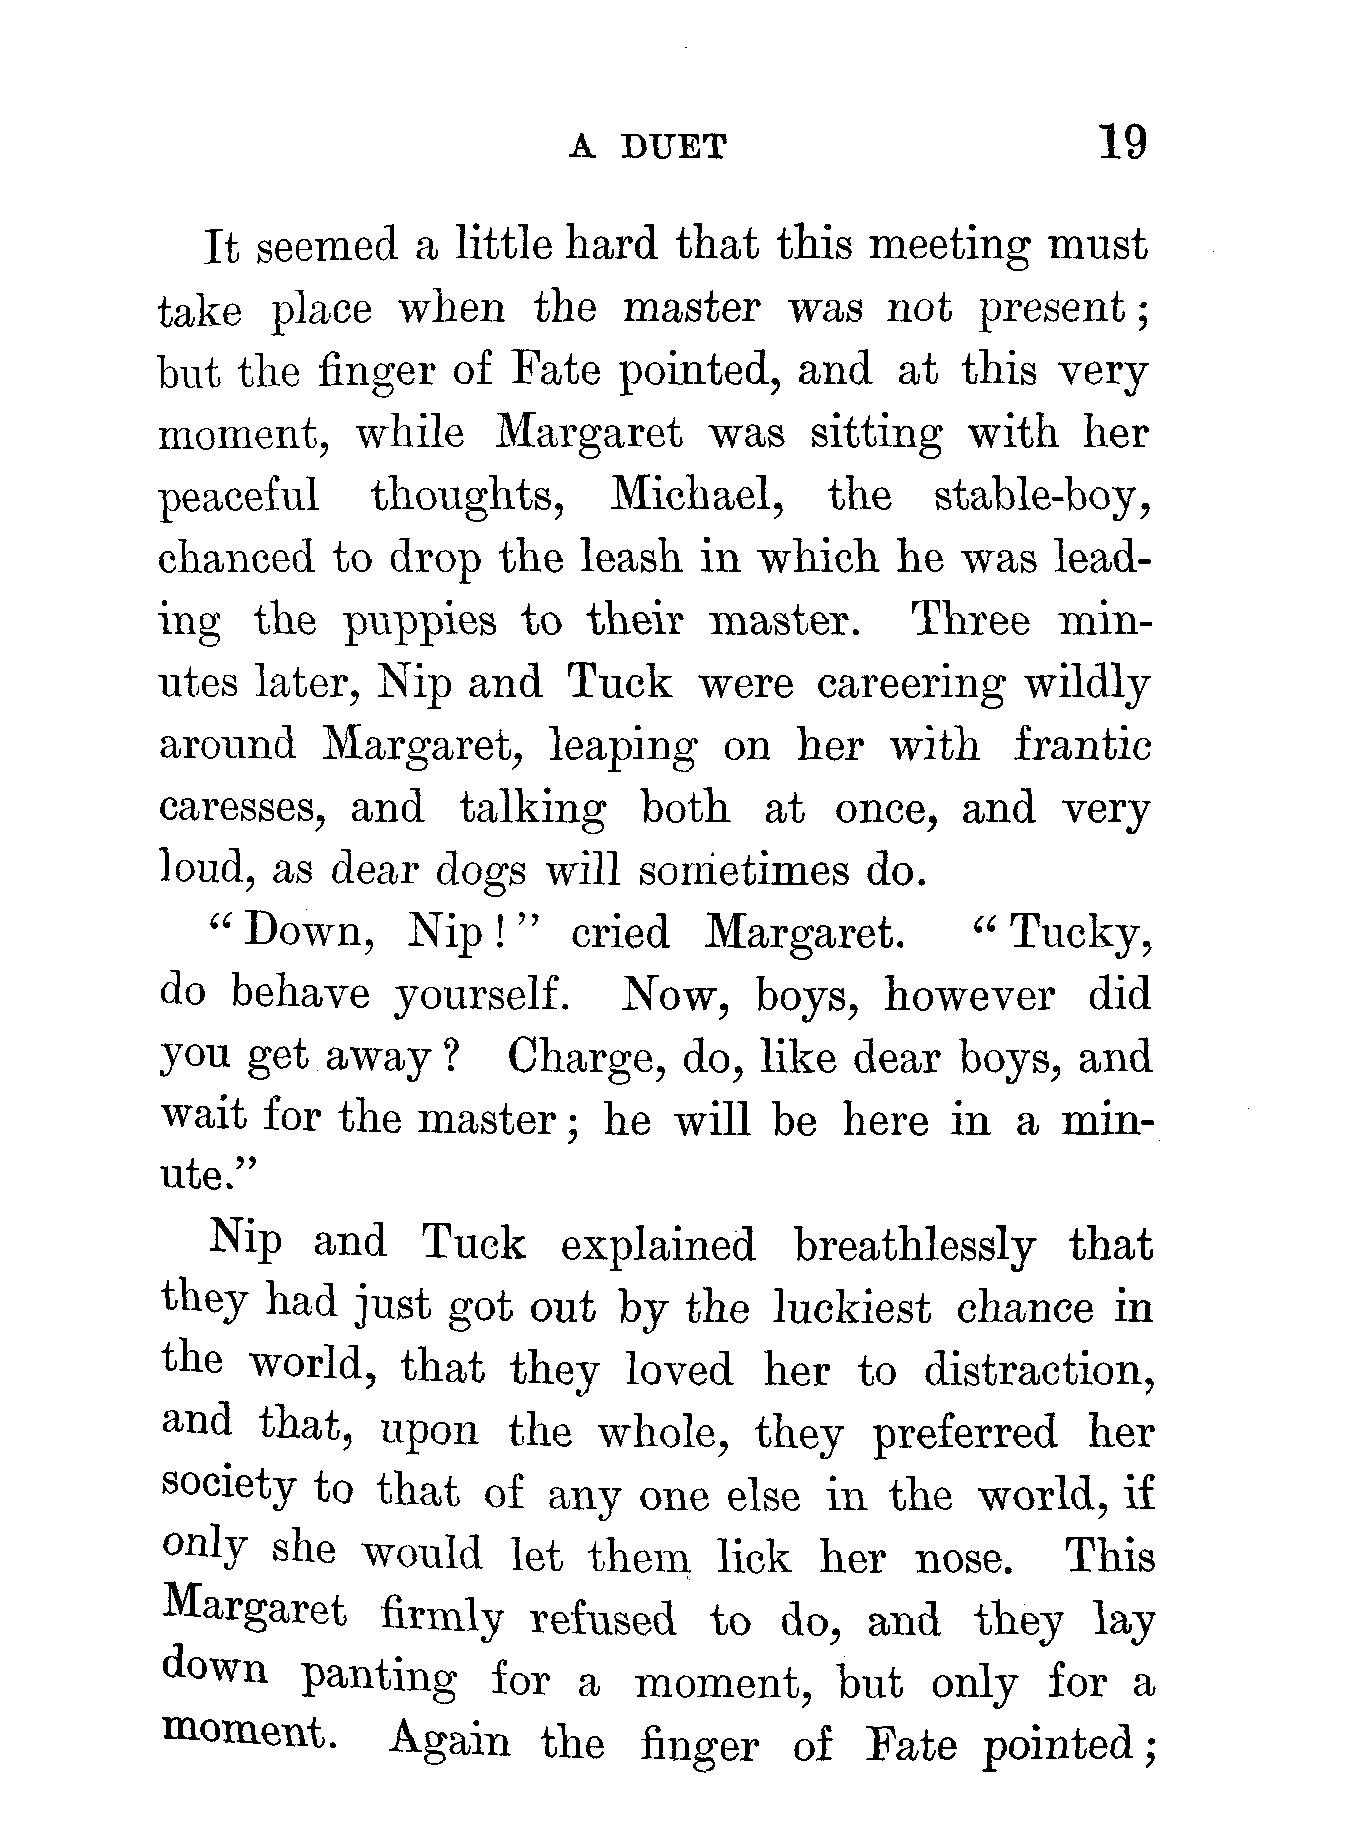 A DUET 19
It seemed a little hard that this meeting must
take place when the master was not present;
but the finger of Fate pointed, and at this very
moment, while Margaret was sitting with her
peaceful thoughts, Michael, the stable-boy,
chanced to drop the leash in which he was lead-
ing the puppies to their master. Three min-
utes later, Nip and Tuck were careering wildly
around Margaret, leaping on her with frantic
caresses, and talking both at once, and very
loud, as dear dogs will sometimes do.
"Down, Nip!" cried Margaret. "Tucky,
do behave yourself. Now, boys, however did
you get away? Charge, do, like dear boys, and
wait for the master; he will be here in a min-
ute."
Nip and Tuck explained breathlessly that
they had just got out by the luckiest chance in
the world, that they loved her to distraction,
and that, upon the whole, they preferred her
society to that of any one else in the world, if
only she would let them lick her nose. This
Margaret firmly refused to do, and they lay
down panting for a moment, but only for a
moment. Again the finger of Fate pointed;